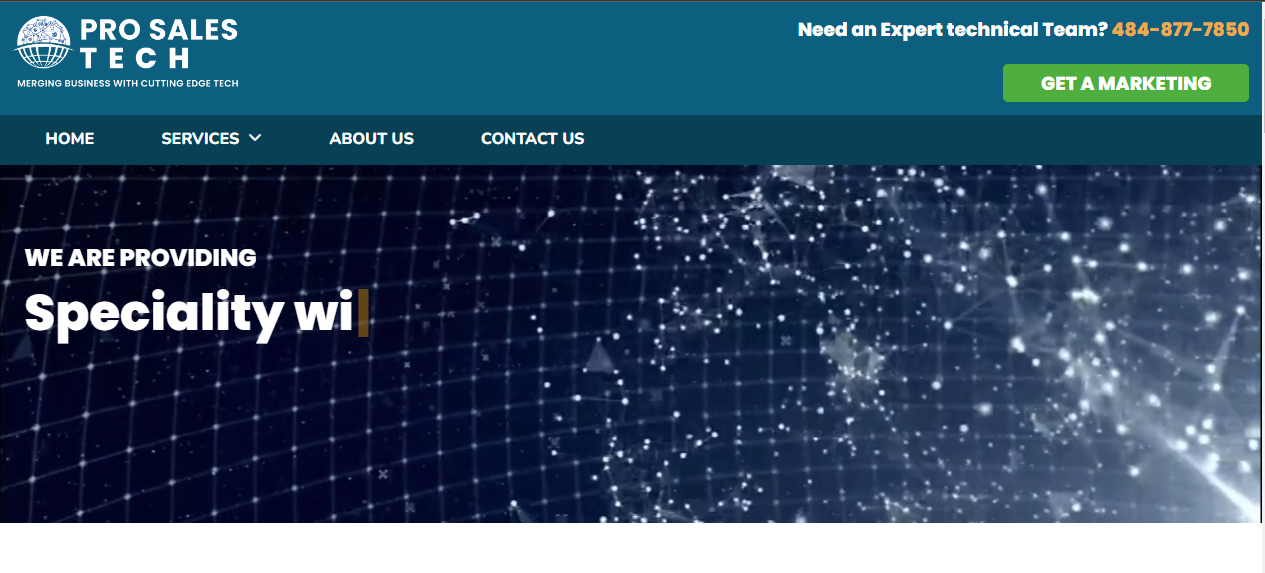 PRO SALES
TECH
MERGING BUSINESS WITH CUTTING EDGE TECH
Need an Expert technical Team? 484-877-7850
GET A MARKETING
HOME SERVICES ABOUT US CONTACT US
WE ARE PROVIDING
Speciality wi